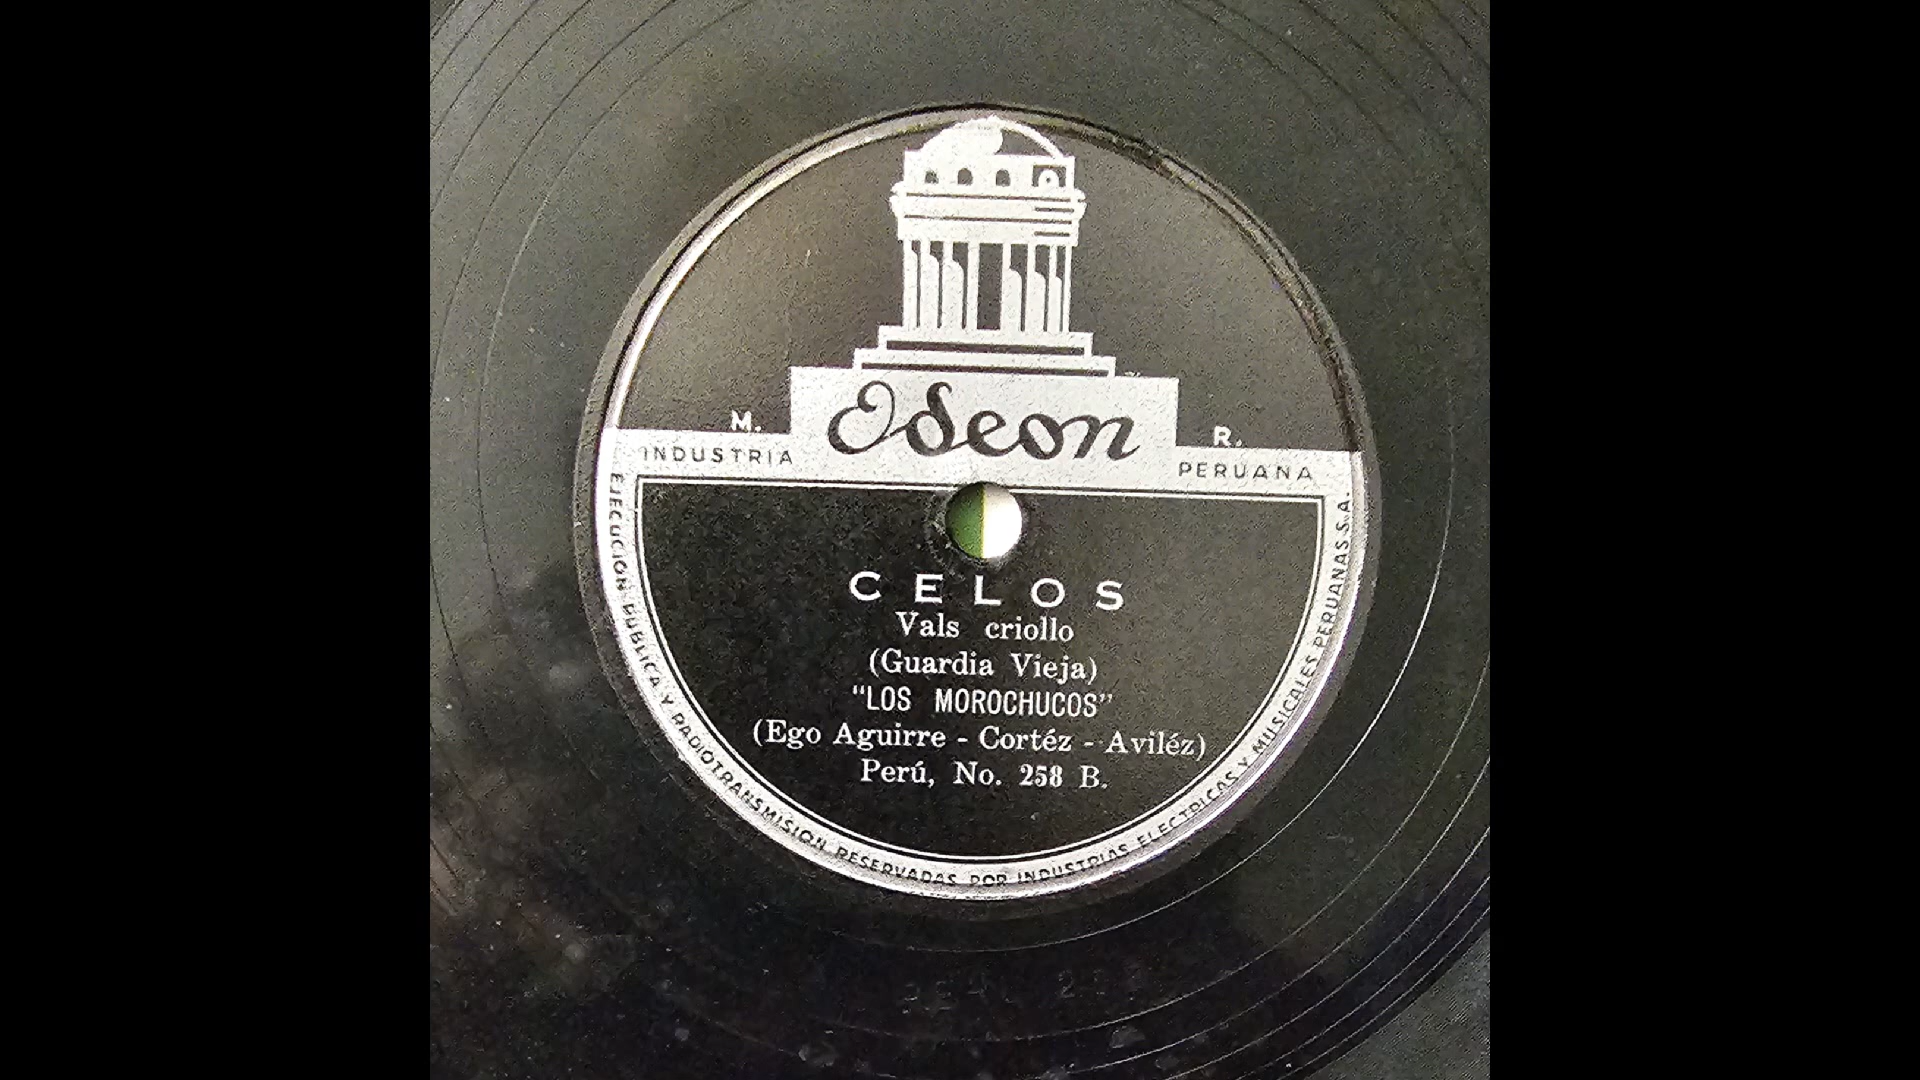 Odeon
M. R.
INDUSTRIA PERUANA
CELOS
Vals criollo
(Guardia Vieja)
"LOS MOROCHUCOS"
(Ego Aguirre - Cortéz - Aviléz)
Perú, No. 258 B.
EJECUCION PUBLICA Y RADIOTRANSMISION RESERVADAS POR INDUSTRIAS ELECTRICAS Y MUSICALES PERUANAS S.A.